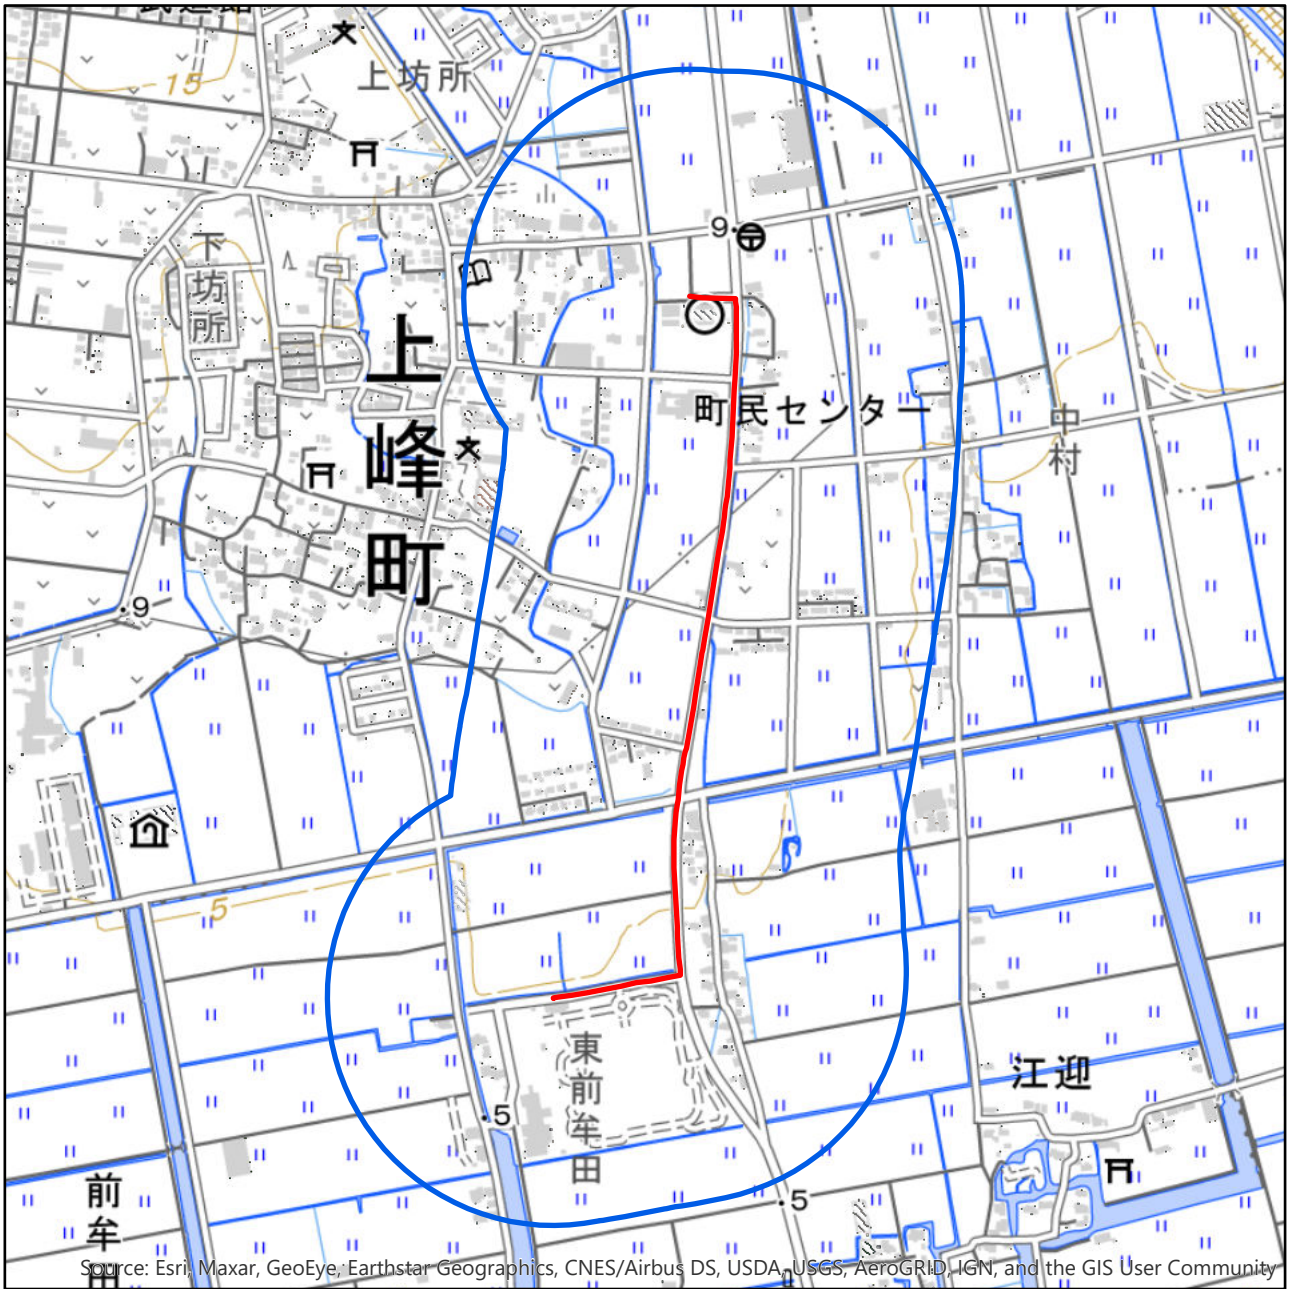 15
上坊所
下坊所
9
上峰町
町民センター
中村
9
5
東前牟田
江迎
5
5
前牟田
Source: Esri, Maxar, GeoEye, Earthstar Geographics, CNES/Airbus DS, USDA, USGS, AeroGRID, IGN, and the GIS User Community